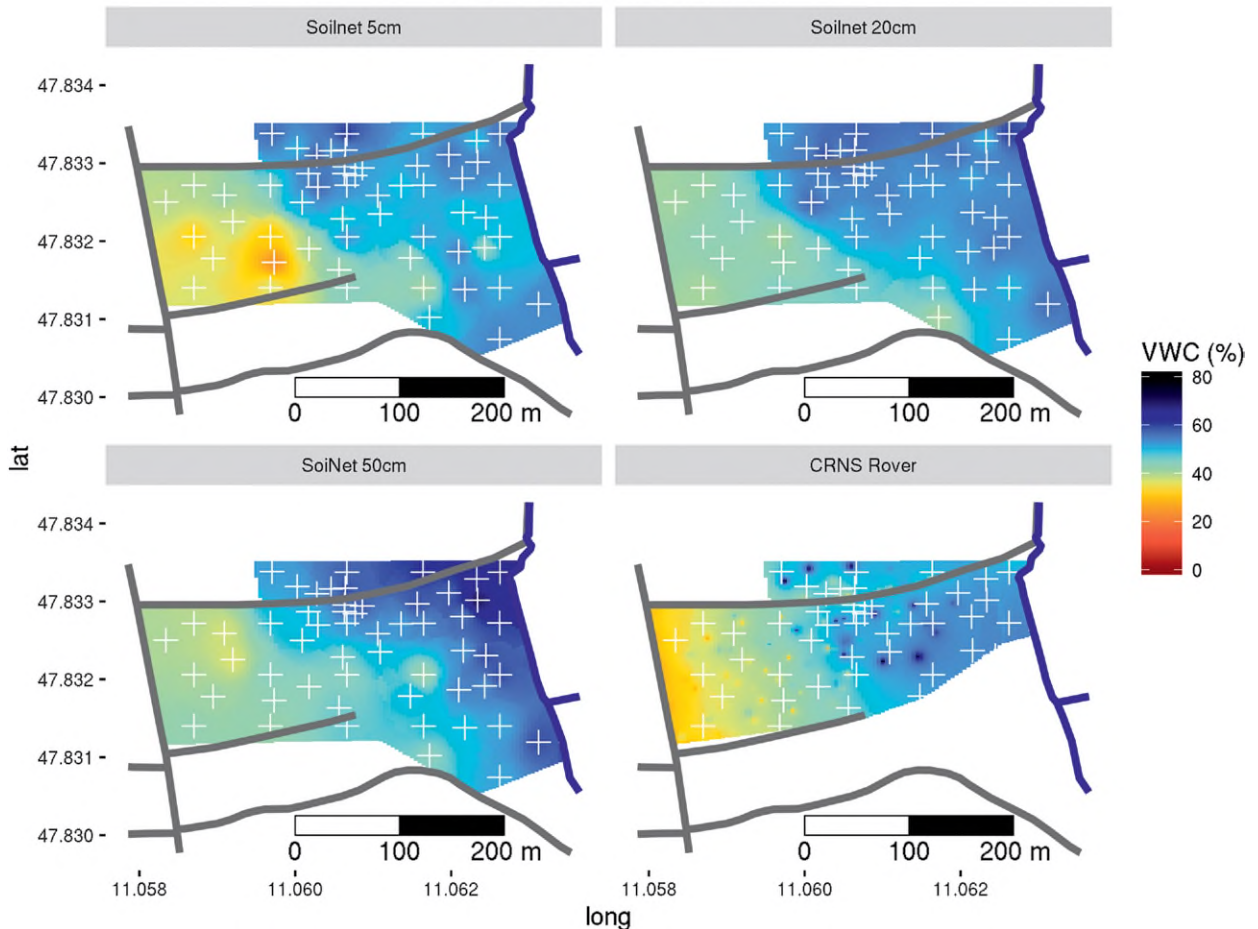 Soilnet 5cm
Soilnet 20cm
47.834
47.833
47.832
47.831
47.830
0 100 200 m
0 100 200 m
VWC (%)
80
60
40
20
0
lat
SoiNet 50cm
CRNS Rover
47.834
47.833
47.832
47.831
47.830
0 100 200 m
0 100 200 m
11.058 11.060 11.062
11.058 11.060 11.062
long